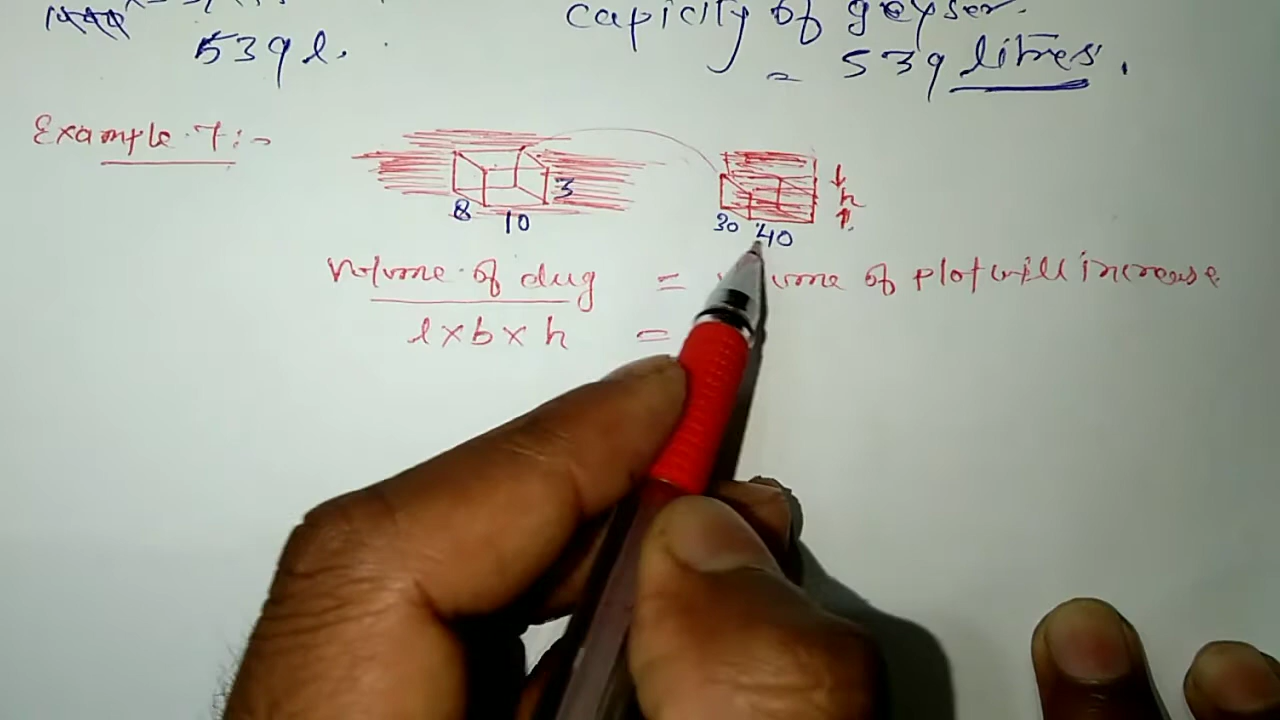 capicity of geyser.
539 l.
= 539 litres.
Example 7:-
3
h
8 10
30 40
Volume of dug = volume of plot will increase
l x b x h =